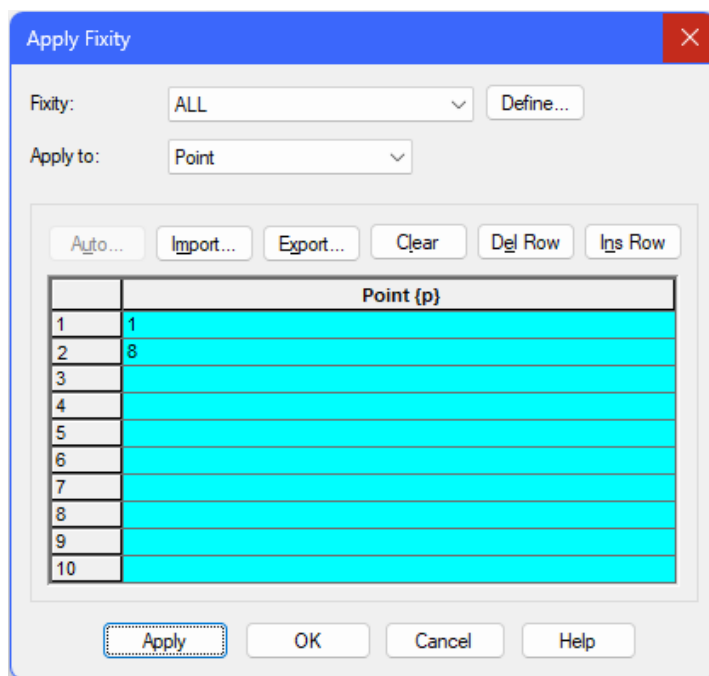 Apply Fixity
Fixity: ALL Define...
Apply to: Point
Auto... Import... Export... Clear Del Row Ins Row
Point {p}
1 1
2 8
3
4
5
6
7
8
9
10
Apply OK Cancel Help